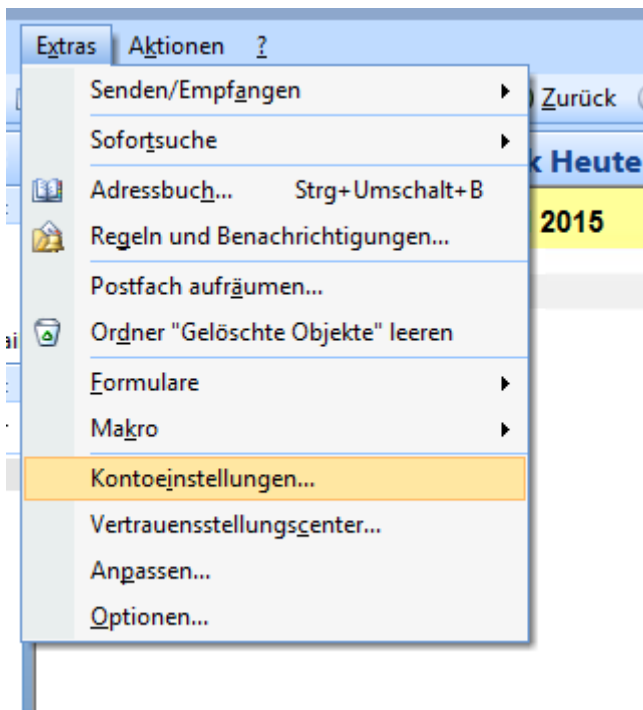 Extras Aktionen ?
Senden/Empfangen
Zurück
Sofortsuche
k Heute
Adressbuch... Strg+Umschalt+B
2015
Regeln und Benachrichtigungen...
Postfach aufräumen...
ai
Ordner "Gelöschte Objekte" leeren
Formulare
Makro
Kontoeinstellungen...
Vertrauensstellungscenter...
Anpassen...
Optionen...